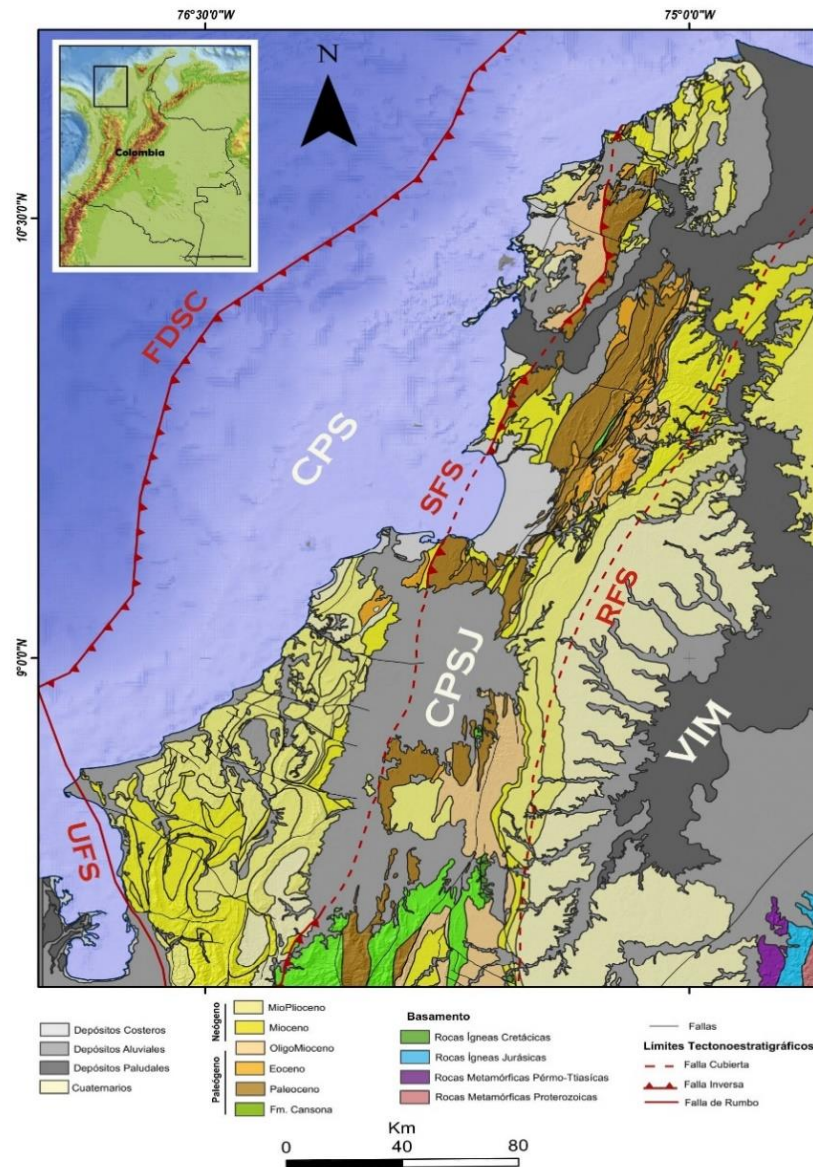 76°30'0"W
75°0'0"W
N
Colombia
10°30'N
FDSC
CPS
SFS
RFS
9°0'0"N
CPSJ
VIM
UFS
Depósitos Costeros
Depósitos Aluviales
Depósitos Paludales
Cuaternarios
Neógeno
Paleógeno
MioPlioceno
Mioceno
OligoMioceno
Eoceno
Paleoceno
Fm. Cansona
Basamento
Rocas Ígneas Cretácicas
Rocas Ígneas Jurásicas
Rocas Metamórficas Pérmo-Ttiasícas
Rocas Metamórficas Proterozoicas
Fallas
Límites Tectonoestratigráficos
Falla Cubierta
Falla Inversa
Falla de Rumbo
Km
0 40 80